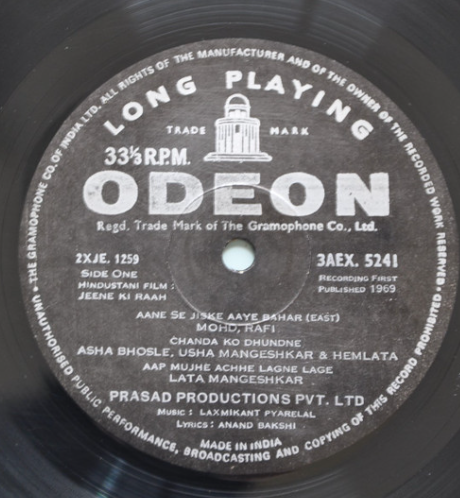 THE GRAMOPHONE CO. OF INDIA LTD. ALL RIGHTS OF THE MANUFACTURER AND OF THE OWNER OF THE RECORDED WORK RESERVED. UNAUTHORISED PUBLIC PERFORMANCE, BROADCASTING AND COPYING OF THIS RECORD PROHIBITED.
LONG PLAYING
TRADE MARK
33⅓ R.P.M.
ODEON
Regd. Trade Mark of The Gramophone Co., Ltd.
2XJE. 1259 3AEX. 5241
SIDE ONE RECORDING FIRST
HINDUSTANI FILM : PUBLISHED 1969
JEENE KI RAAH
AANE SE JISKE AAYE BAHAR (EAST)
MOHD. RAFI
CHANDA KO DHUNDNE
ASHA BHOSLE, USHA MANGESHKAR & HEMLATA
AAP MUJHE ACHHE LAGNE LAGE
LATA MANGESHKAR
PRASAD PRODUCTIONS PVT. LTD
MUSIC : LAXMIKANT PYARELAL
LYRICS : ANAND BAKSHI
MADE IN INDIA